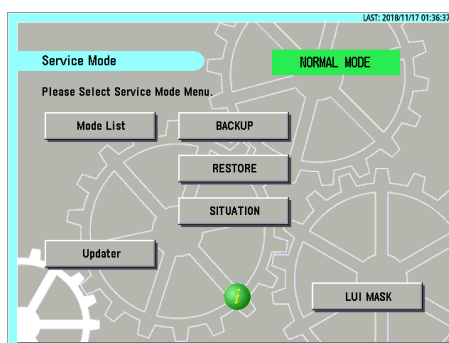 LAST: 2018/11/17 01:36:37
Service Mode
NORMAL MODE
Please Select Service Mode Menu.
Mode List
BACKUP
RESTORE
SITUATION
Updater
i
LUI MASK